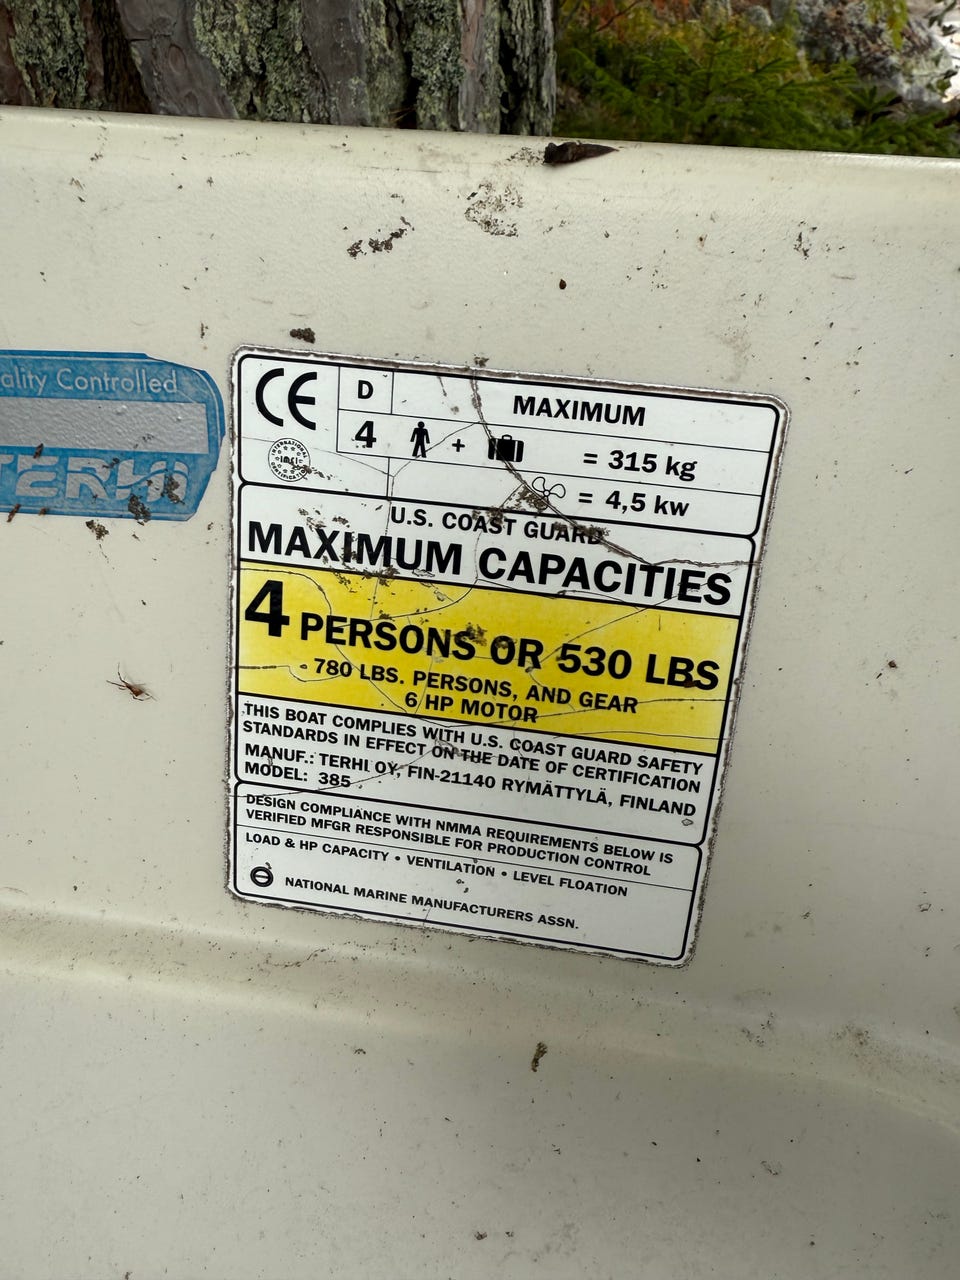 ality Controlled
TERHI
CE
D
MAXIMUM
4 + = 315 kg
= 4,5 kw
INTERNATIONAL
imci
CERTIFICATION
U.S. COAST GUARD
MAXIMUM CAPACITIES
4 PERSONS OR 530 LBS
780 LBS. PERSONS, AND GEAR
6 HP MOTOR
THIS BOAT COMPLIES WITH U.S. COAST GUARD SAFETY
STANDARDS IN EFFECT ON THE DATE OF CERTIFICATION
MANUF.: TERHI OY, FIN-21140 RYMÄTTYLÄ, FINLAND
MODEL: 385
DESIGN COMPLIANCE WITH NMMA REQUIREMENTS BELOW IS
VERIFIED MFGR RESPONSIBLE FOR PRODUCTION CONTROL
LOAD & HP CAPACITY • VENTILATION • LEVEL FLOATION
NATIONAL MARINE MANUFACTURERS ASSN.